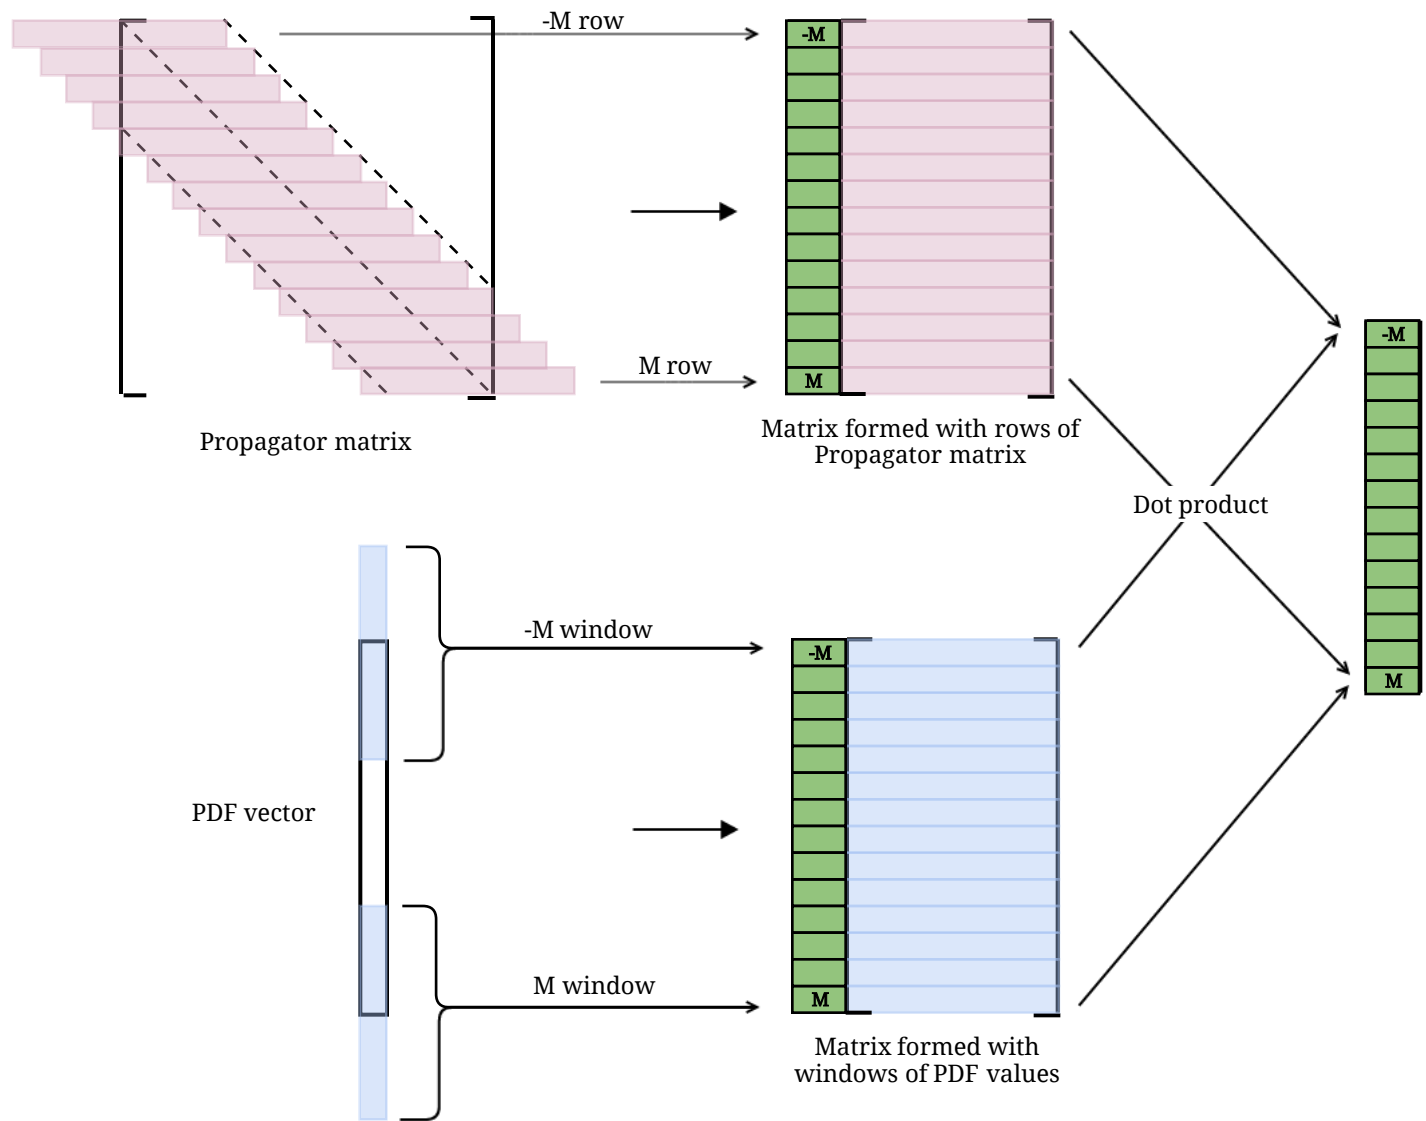 -M row
-M
M row
M
Propagator matrix
Matrix formed with rows of
Propagator matrix
-M
Dot product
-M window
-M
M
PDF vector
M window
M
Matrix formed with
windows of PDF values